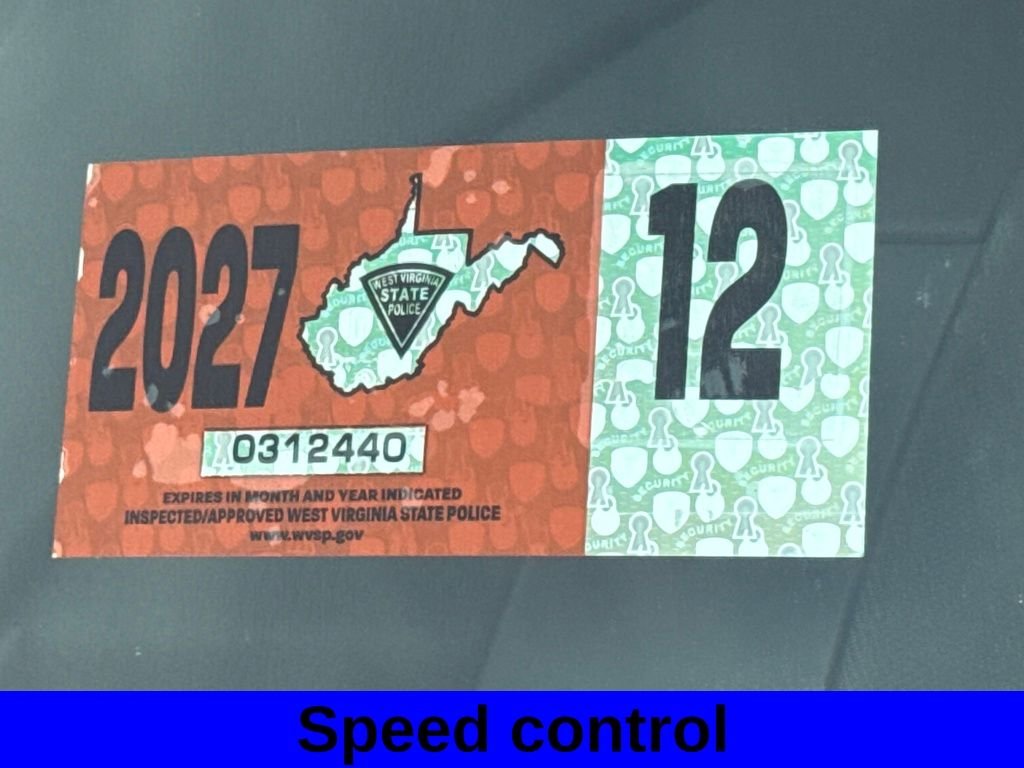 2027
12
WEST VIRGINIA
STATE
POLICE
0312440
EXPIRES IN MONTH AND YEAR INDICATED
INSPECTED/APPROVED WEST VIRGINIA STATE POLICE
www.wvsp.gov
SECURITY
Speed control